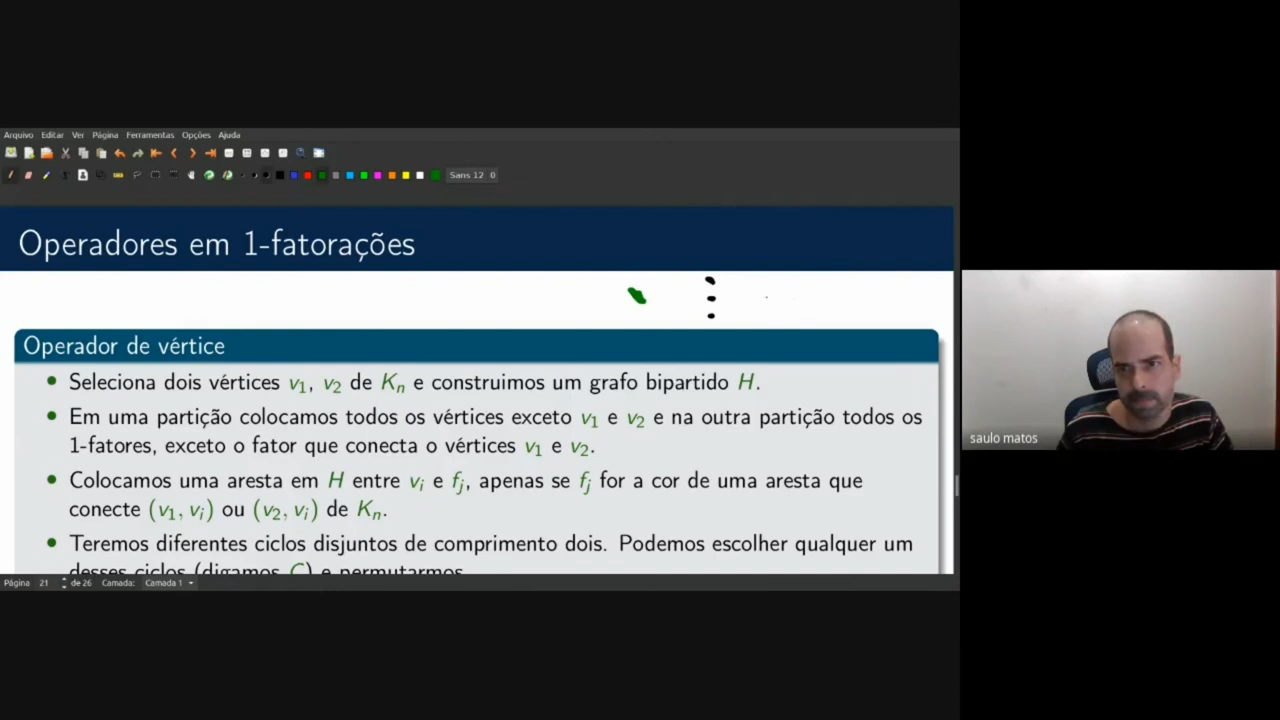 Arquivo Editar Ver Página Ferramentas Opções Ajuda
Sans 12
Operadores em 1-fatorações
Operador de vértice
• Seleciona dois vértices v1, v2 de Kn e construimos um grafo bipartido H.
• Em uma partição colocamos todos os vértices exceto v1 e v2 e na outra partição todos os
1-fatores, exceto o fator que conecta o vértices v1 e v2.
• Colocamos uma aresta em H entre vi e fj, apenas se fj for a cor de uma aresta que
conecte (v1, vi) ou (v2, vi) de Kn.
• Teremos diferentes ciclos disjuntos de comprimento dois. Podemos escolher qualquer um
desses ciclos (digamos C) e permutarmos
saulo matos
Página 21 de 26 Camada: Camada 1